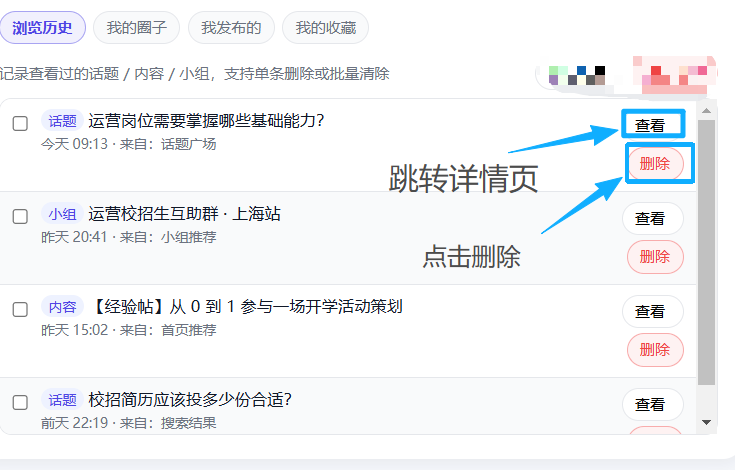 浏览历史 我的圈子 我发布的 我的收藏
记录查看过的话题 / 内容 / 小组，支持单条删除或批量清除
话题 运营岗位需要掌握哪些基础能力？ 查看
今天 09:13 · 来自：话题广场
删除
跳转详情页
小组 运营校招生互助群 · 上海站 查看
昨天 20:41 · 来自：小组推荐
点击删除 删除
内容 【经验帖】从 0 到 1 参与一场开学活动策划 查看
昨天 15:02 · 来自：首页推荐
删除
话题 校招简历应该投多少份合适？ 查看
前天 22:19 · 来自：搜索结果